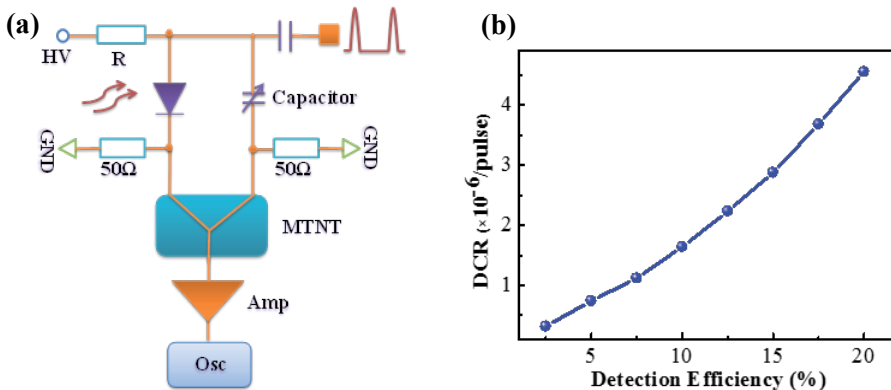 (a)
HV
R
Capacitor
GND
50Ω
50Ω
GND
MTNT
Amp
Osc
(b)
DCR (×10⁻⁶/pulse)
4
3
2
1
5
10
15
20
Detection Efficiency (%)